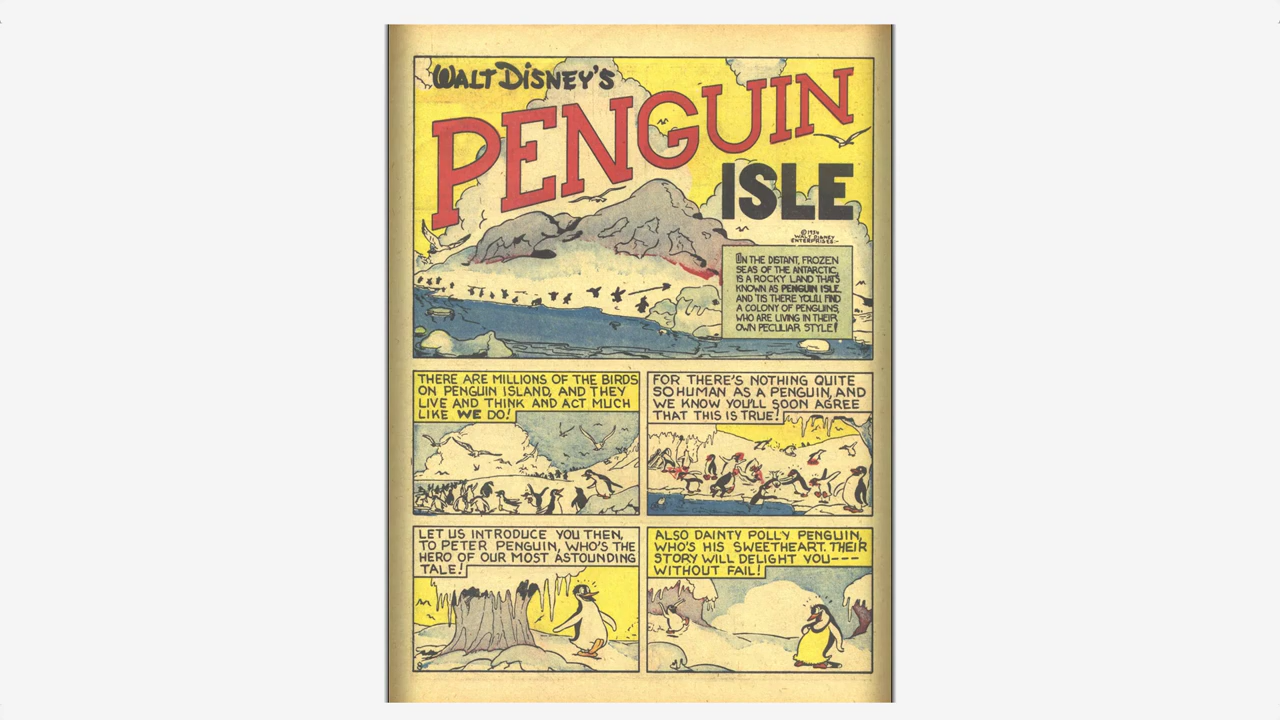 WALT DISNEY'S
PENGUIN
ISLE
©1934
WALT DISNEY
ENTERPRISES:-
IN THE DISTANT, FROZEN
SEAS OF THE ANTARCTIC,
IS A ROCKY LAND THATS
KNOWN AS PENGUIN ISLE.
AND 'TIS THERE YOU'LL FIND
A COLONY OF PENGUINS,
WHO ARE LIVING IN THEIR
OWN PECULIAR STYLE!
THERE ARE MILLIONS OF THE BIRDS
ON PENGUIN ISLAND, AND THEY
LIVE AND THINK AND ACT MUCH
LIKE WE DO!
FOR THERE'S NOTHING QUITE
SO HUMAN AS A PENGUIN, AND
WE KNOW YOU'LL SOON AGREE
THAT THIS IS TRUE!
LET US INTRODUCE YOU THEN,
TO PETER PENGUIN, WHO'S THE
HERO OF OUR MOST ASTOUNDING
TALE!
ALSO DAINTY POLLY PENGUIN,
WHO'S HIS SWEETHEART. THEIR
STORY WILL DELIGHT YOU---
WITHOUT FAIL!